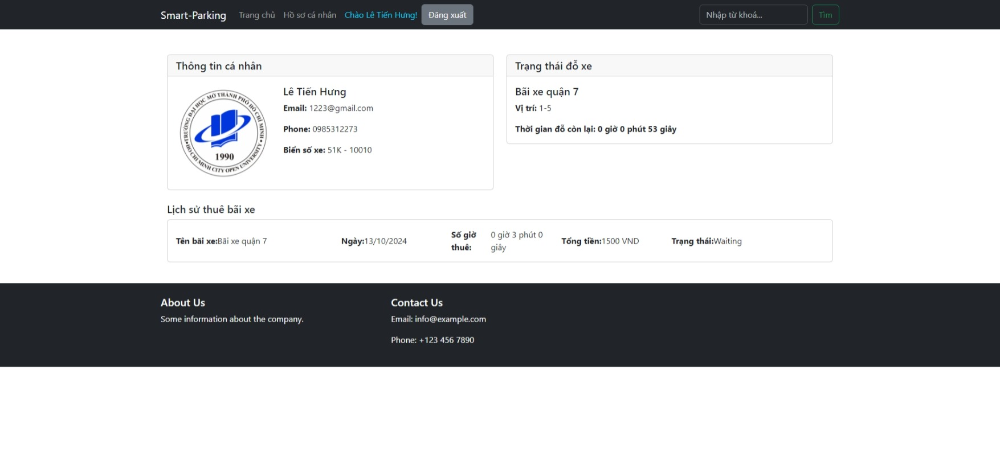 Smart-Parking Trang chủ Hồ sơ cá nhân Chào Lê Tiến Hưng! Đăng xuất Nhập từ khoá... Tìm
Thông tin cá nhân
TRƯỜNG ĐẠI HỌC MỞ THÀNH PHỐ HỒ CHÍ MINH
1990
HO CHI MINH CITY OPEN UNIVERSITY
Lê Tiến Hưng
Email: 1223@gmail.com
Phone: 0985312273
Biển số xe: 51K - 10010
Trạng thái đỗ xe
Bãi xe quận 7
Vị trí: 1-5
Thời gian đỗ còn lại: 0 giờ 0 phút 53 giây
Lịch sử thuê bãi xe
Tên bãi xe:Bãi xe quận 7
Ngày:13/10/2024
Số giờ
thuê:
0 giờ 3 phút 0
giây
Tổng tiền:1500 VND
Trạng thái:Waiting
About Us
Some information about the company.
Contact Us
Email: info@example.com
Phone: +123 456 7890